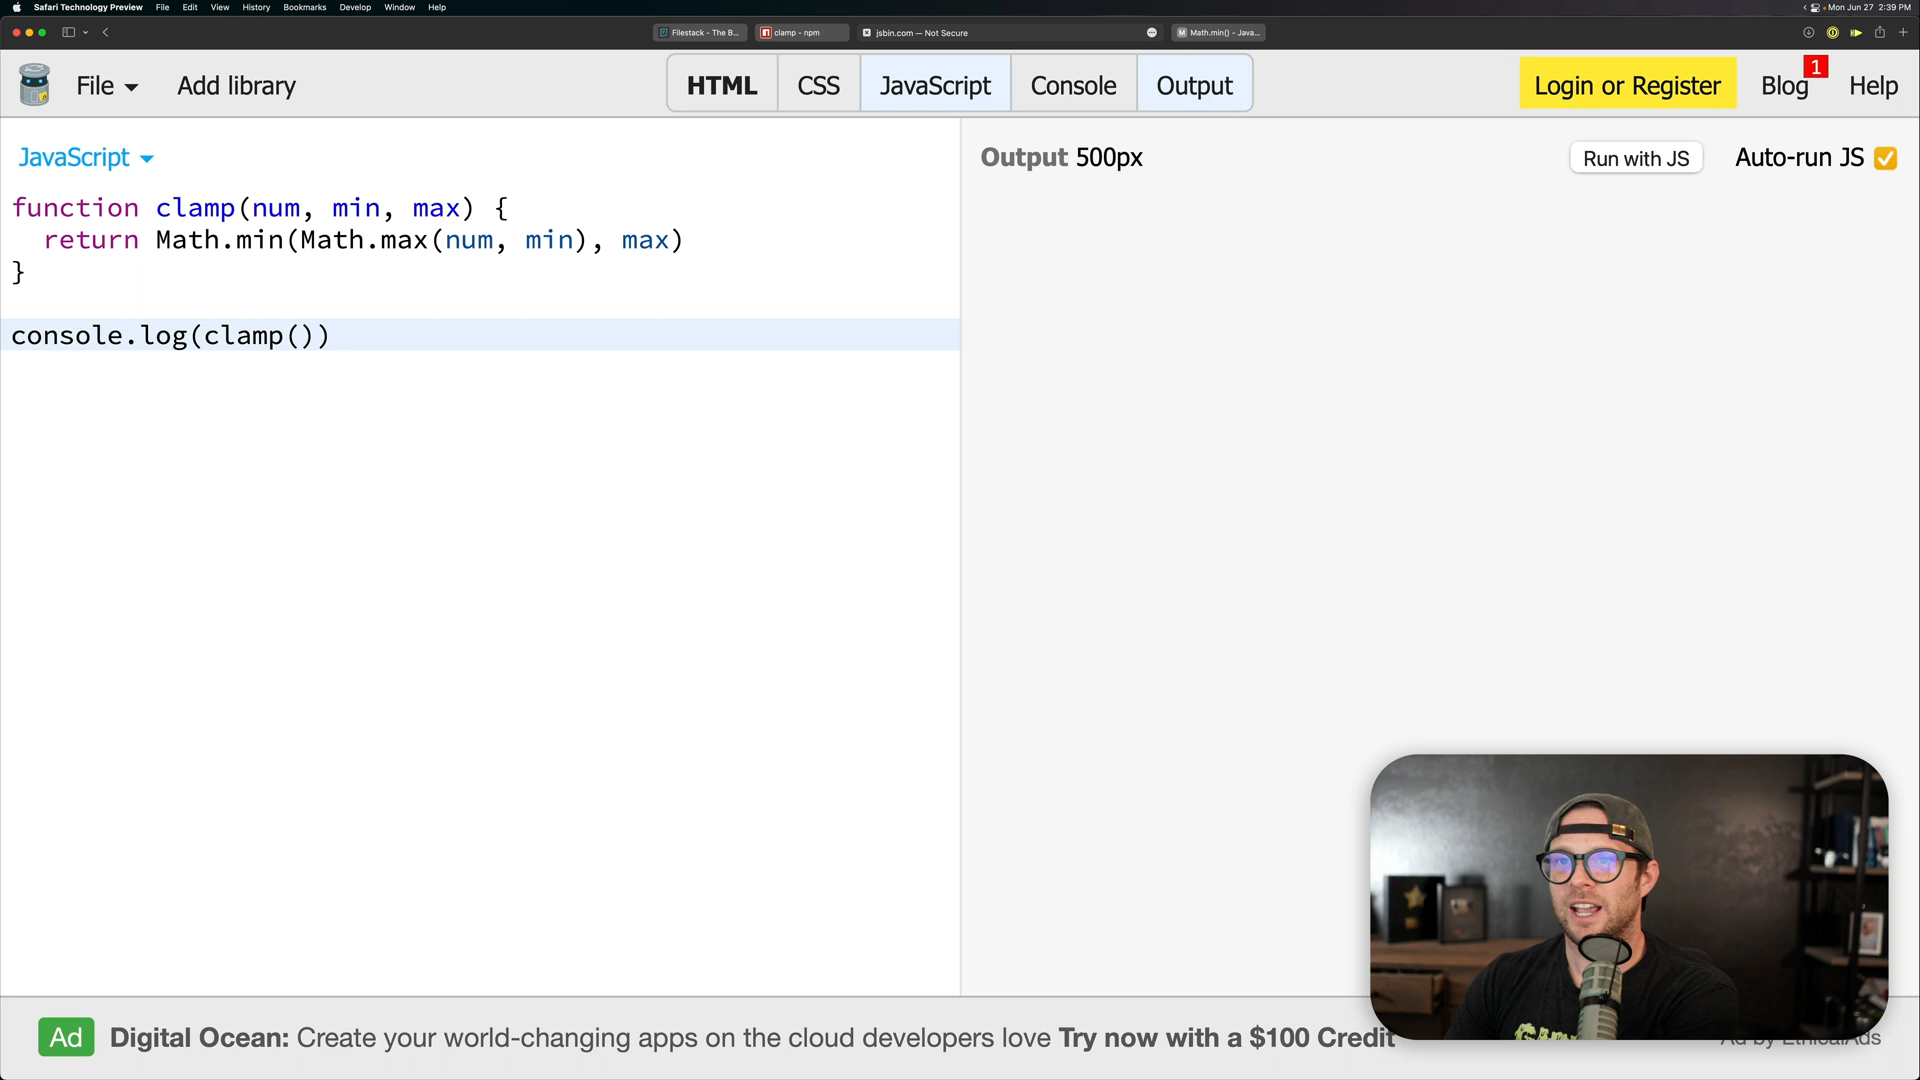 Safari Technology Preview File Edit View History Bookmarks Develop Window Help
Mon Jun 27 2:39 PM
Filestack - The B...
clamp - npm
jsbin.com — Not Secure
Math.min() - Java...
File
Add library
HTML
CSS
JavaScript
Console
Output
Login or Register
Blog
1
Help
JavaScript
Output 500px
Run with JS
Auto-run JS
function clamp(num, min, max) {
return Math.min(Math.max(num, min), max)
}
console.log(clamp())
Ad Digital Ocean: Create your world-changing apps on the cloud developers love Try now with a $100 Credit
Ad by EthicalAds